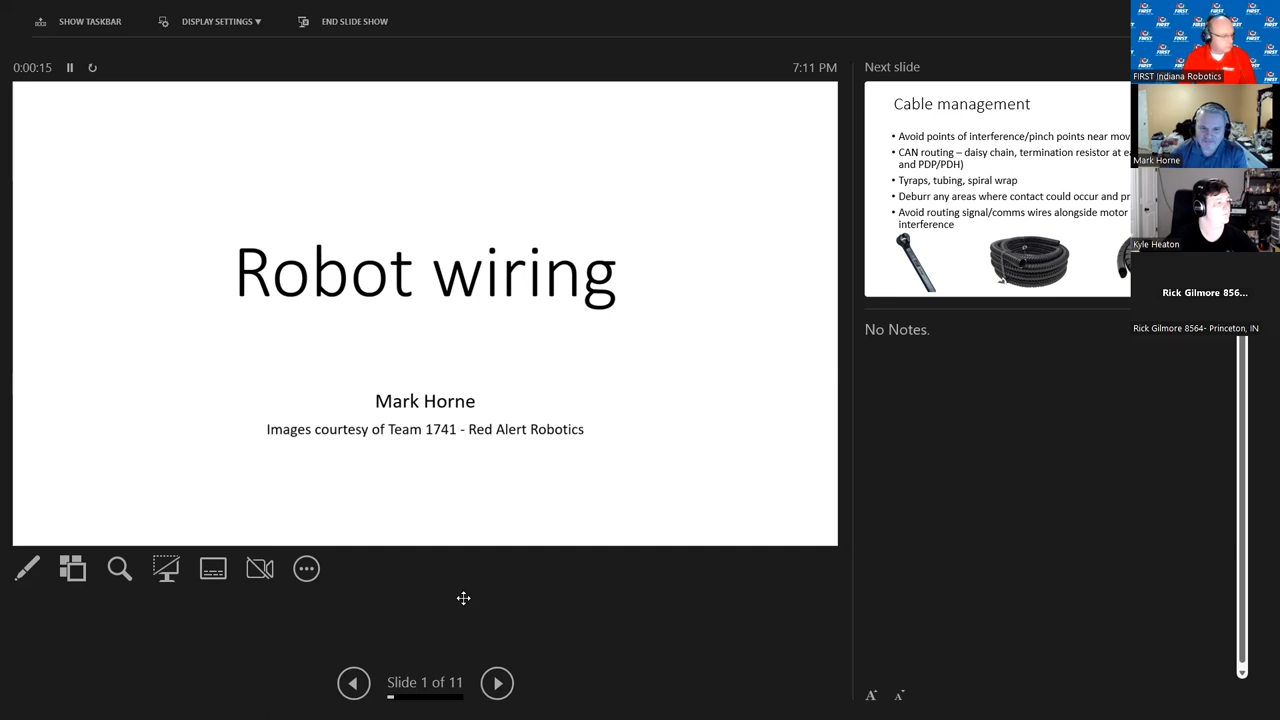 SHOW TASKBAR
DISPLAY SETTINGS ▼
END SLIDE SHOW
0:00:15
7:11 PM
Robot wiring
Mark Horne
Images courtesy of Team 1741 - Red Alert Robotics
Slide 1 of 11
Next slide
Cable management
• Avoid points of interference/pinch points near mov
• CAN routing – daisy chain, termination resistor at ea
and PDP/PDH)
• Tyraps, tubing, spiral wrap
• Deburr any areas where contact could occur and pr
• Avoid routing signal/comms wires alongside motor
interference
No Notes.
A
A
FIRST Indiana Robotics
Mark Horne
Kyle Heaton
Rick Gilmore 856...
Rick Gilmore 8564- Princeton, IN